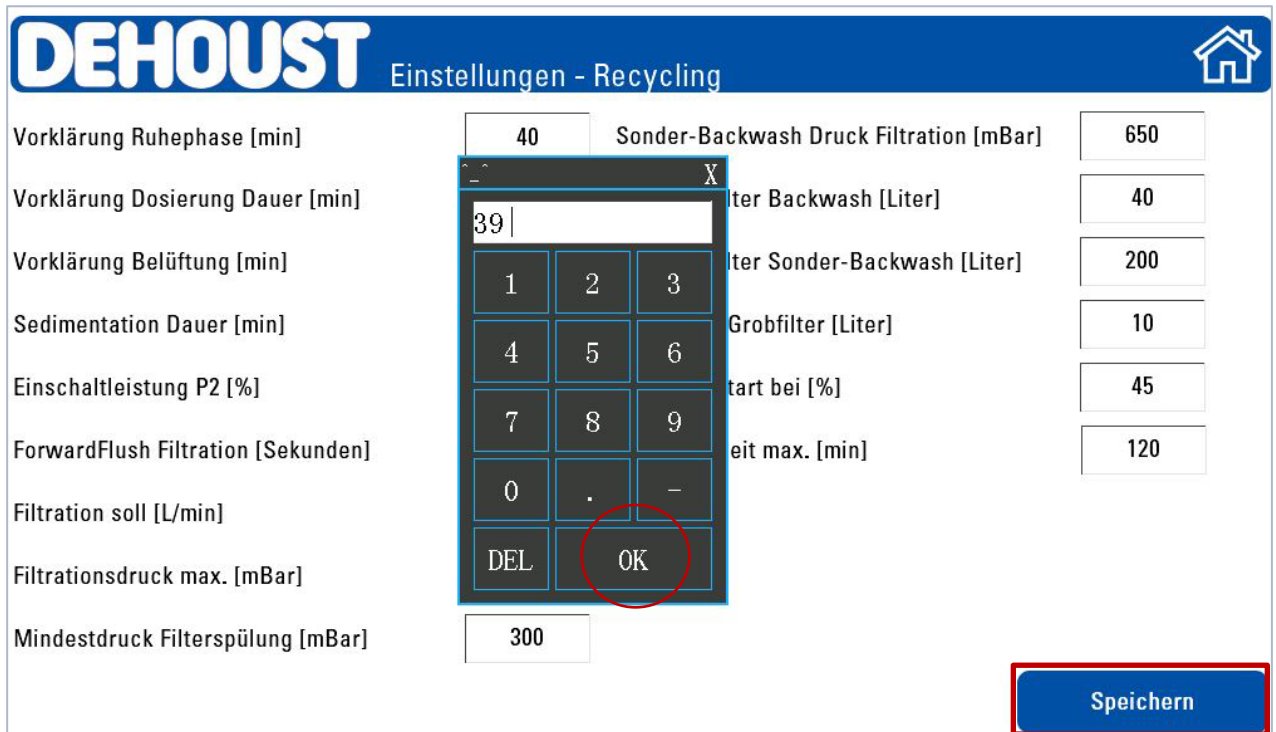 DEHOUST Einstellungen - Recycling
Vorklärung Ruhephase [min] 40 Sonder-Backwash Druck Filtration [mBar] 650
^_^ X
Vorklärung Dosierung Dauer [min] lter Backwash [Liter] 40
39
Vorklärung Belüftung [min] lter Sonder-Backwash [Liter] 200
1 2 3
Sedimentation Dauer [min] Grobfilter [Liter] 10
4 5 6
Einschaltleistung P2 [%] tart bei [%] 45
7 8 9
ForwardFlush Filtration [Sekunden] eit max. [min] 120
0 . -
Filtration soll [L/min]
DEL OK
Filtrationsdruck max. [mBar]
Mindestdruck Filterspülung [mBar] 300
Speichern